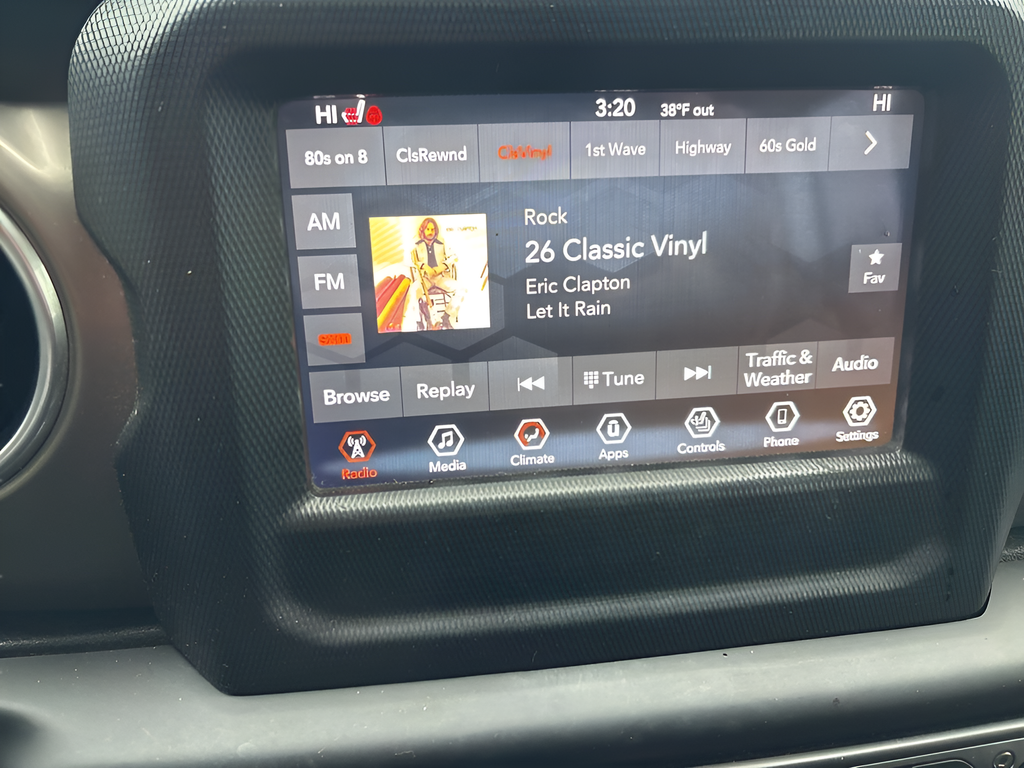 HI
3:20
38°F out
HI
80s on 8
ClsRewnd
ClsVinyl
1st Wave
Highway
60s Gold
AM
FM
SXM
Rock
26 Classic Vinyl
Eric Clapton
Let It Rain
Fav
Browse
Replay
Tune
Traffic &
Weather
Audio
Radio
Media
Climate
Apps
Controls
Phone
Settings